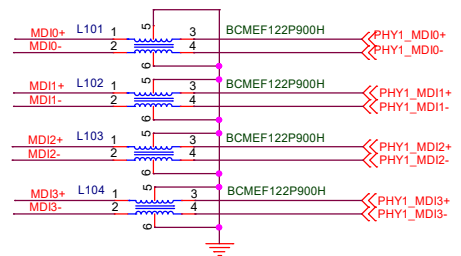 MDI0+ L101 1 5 3 BCMEF122P900H PHY1_MDI0+
MDI0- 2 6 4 PHY1_MDI0-
MDI1+ L102 1 5 3 BCMEF122P900H PHY1_MDI1+
MDI1- 2 6 4 PHY1_MDI1-
MDI2+ L103 1 5 3 BCMEF122P900H PHY1_MDI2+
MDI2- 2 6 4 PHY1_MDI2-
MDI3+ L104 1 5 3 BCMEF122P900H PHY1_MDI3+
MDI3- 2 6 4 PHY1_MDI3-